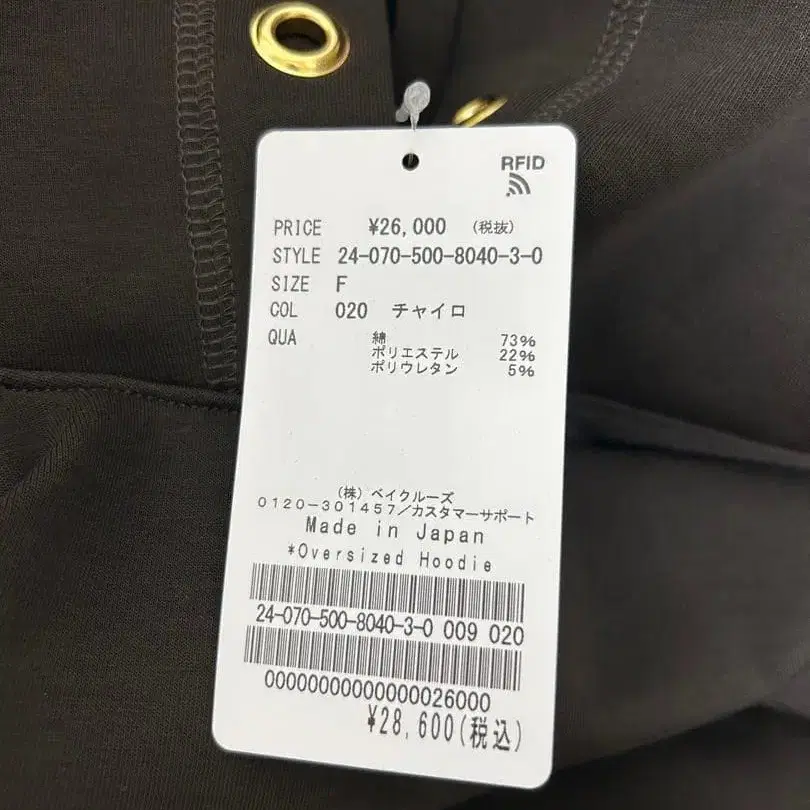 RFID
PRICE ¥26,000 (税抜)
STYLE 24-070-500-8040-3-0
SIZE F
COL 020 チャイロ
QUA 綿 73%
ポリエステル 22%
ポリウレタン 5%
(株) ベイクルーズ
0120-301457/カスタマーサポート
Made in Japan
*Oversized Hoodie
24-070-500-8040-3-0 009 020
00000000000000026000
¥28,600(税込)